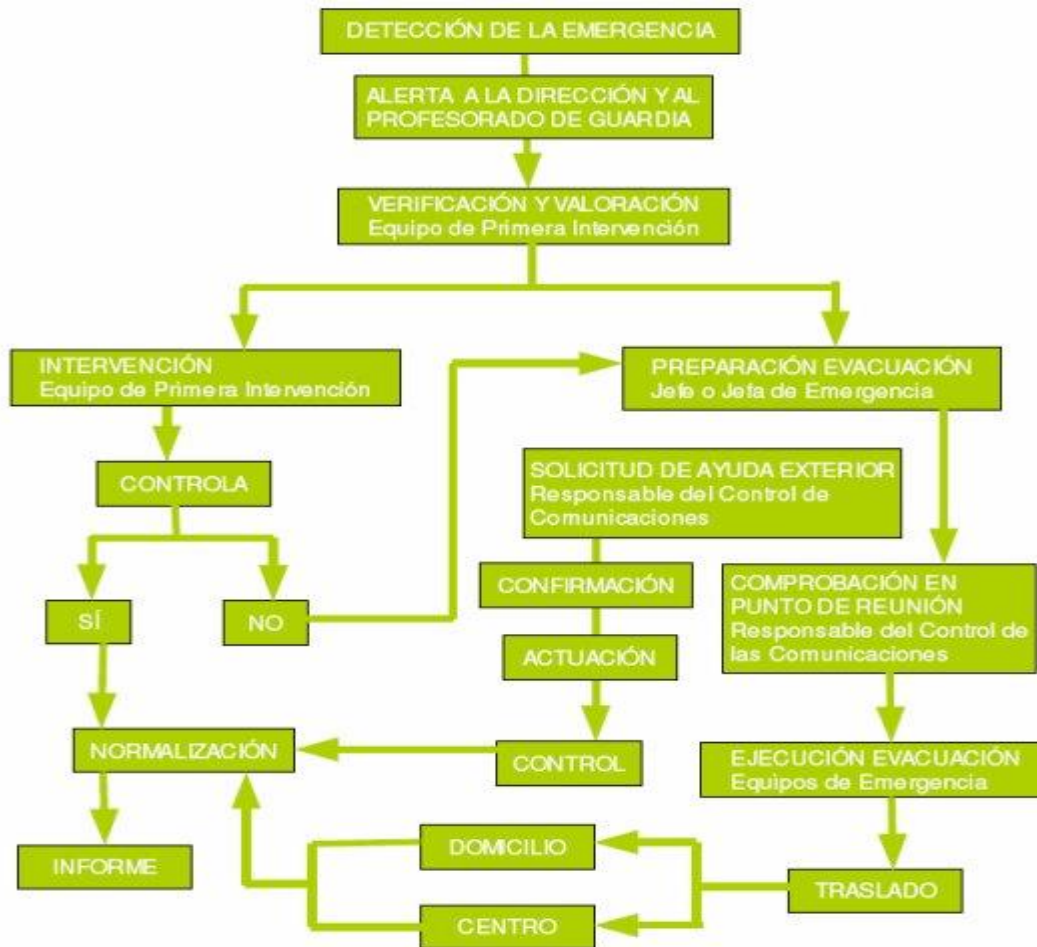 DETECCIÓN DE LA EMERGENCIA
ALERTA A LA DIRECCIÓN Y AL
PROFESORADO DE GUARDIA
VERIFICACIÓN Y VALORACIÓN
Equipo de Primera Intervención
INTERVENCIÓN
Equipo de Primera Intervención
PREPARACIÓN EVACUACIÓN
Jefe o Jefa de Emergencia
CONTROLA
SOLICITUD DE AYUDA EXTERIOR
Responsable del Control de
Comunicaciones
SÍ
NO
CONFIRMACIÓN
COMPROBACIÓN EN
PUNTO DE REUNIÓN
Responsable del Control de
las Comunicaciones
ACTUACIÓN
NORMALIZACIÓN
CONTROL
EJECUCIÓN EVACUACIÓN
Equipos de Emergencia
INFORME
DOMICILIO
TRASLADO
CENTRO